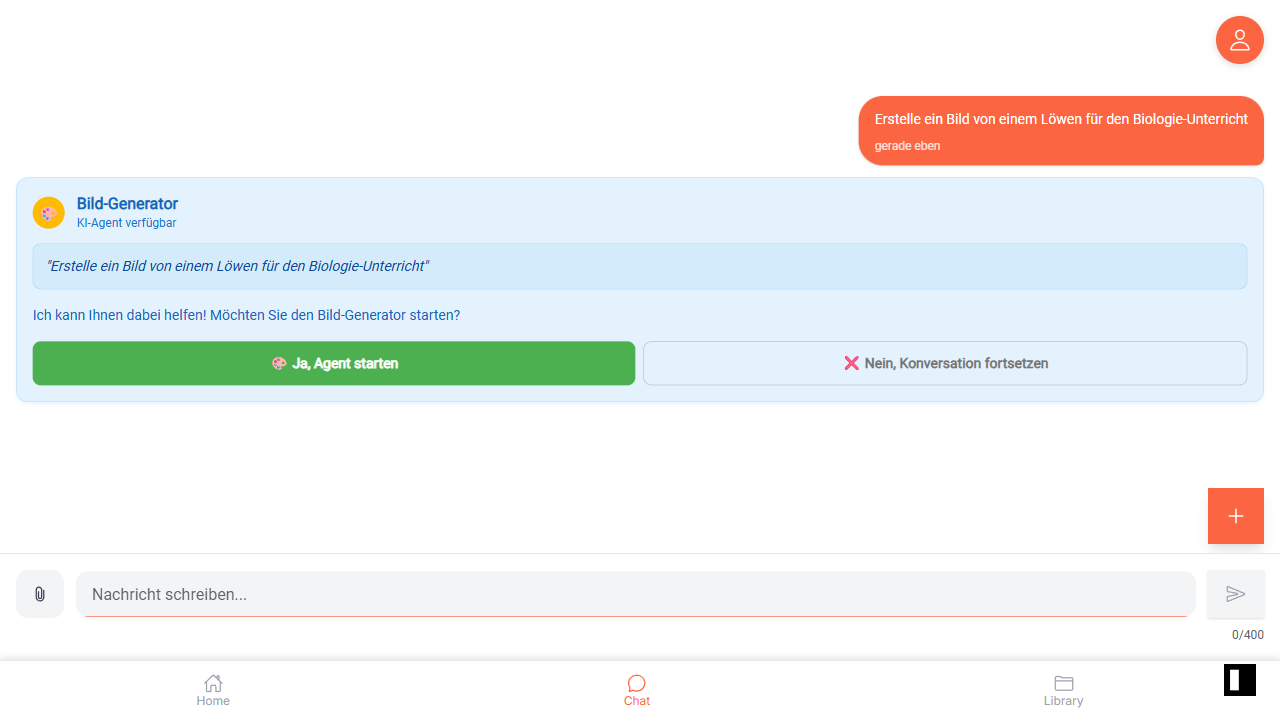 Erstelle ein Bild von einem Löwen für den Biologie-Unterricht
gerade eben
Bild-Generator
KI-Agent verfügbar
"Erstelle ein Bild von einem Löwen für den Biologie-Unterricht"
Ich kann Ihnen dabei helfen! Möchten Sie den Bild-Generator starten?
🎨 Ja, Agent starten
❌ Nein, Konversation fortsetzen
Nachricht schreiben...
0/400
Home
Chat
Library